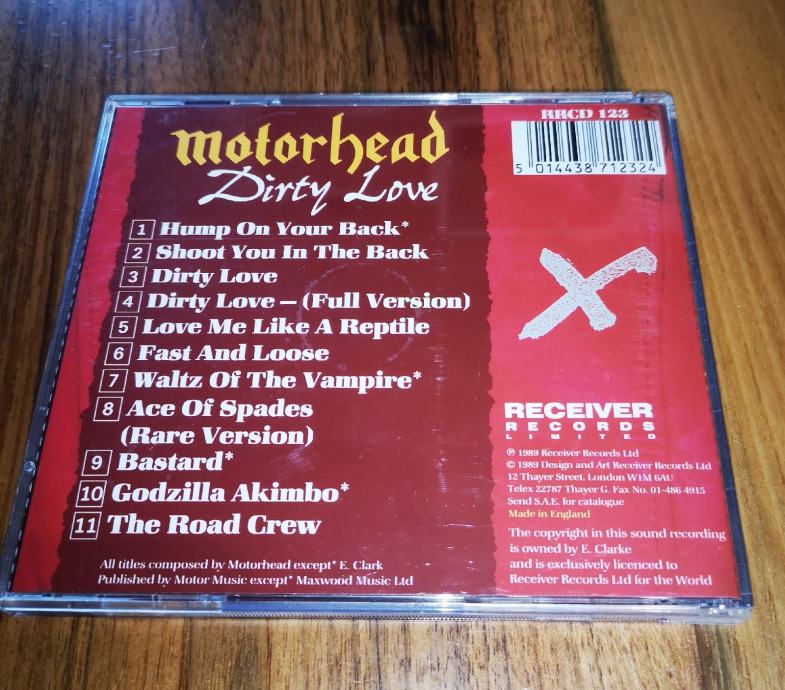 RRCD 123
5 014438 712324
motorhead
Dirty Love
1 Hump On Your Back*
2 Shoot You In The Back
3 Dirty Love
4 Dirty Love – (Full Version)
5 Love Me Like A Reptile
6 Fast And Loose
7 Waltz Of The Vampire*
8 Ace Of Spades
(Rare Version)
9 Bastard*
10 Godzilla Akimbo*
11 The Road Crew
All titles composed by Motorhead except* E. Clark
Published by Motor Music except* Maxwood Music Ltd
RECEIVER
RECORDS
LIMITED
℗ 1989 Receiver Records Ltd
© 1989 Design and Art Receiver Records Ltd
12 Thayer Street, London W1M 6AU
Telex 22787 Thayer G. Fax No. 01-486 4915
Send S.A.E. for catalogue
Made in England
The copyright in this sound recording
is owned by E. Clarke
and is exclusively licenced to
Receiver Records Ltd for the World